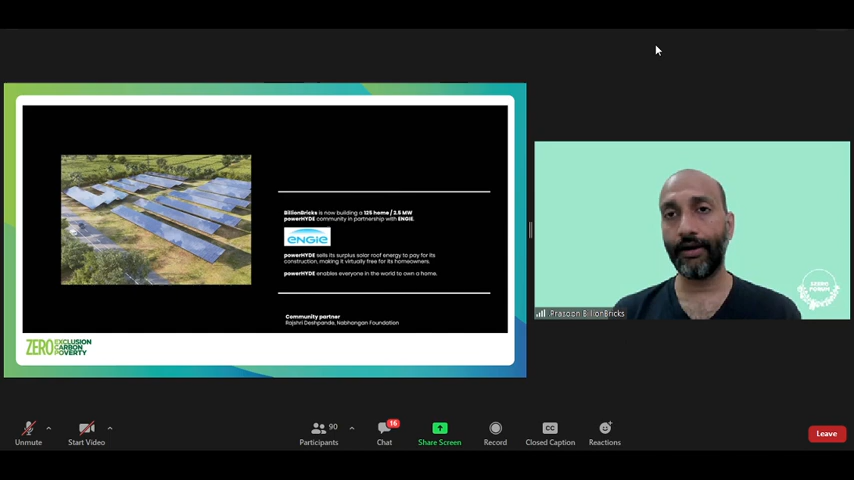 BillionBricks is now building a 125 home / 2.5 MW
powerHYDE community in partnership with ENGIE.
ENGIE
powerHYDE sells its surplus solar roof energy to pay for its
construction, making it virtually free for its homeowners.
powerHYDE enables everyone in the world to own a home.
Community partner
Rajshri Deshpande, Nabhangan Foundation
ZERO EXCLUSION
CARBON
POVERTY
FORUM
Prasoon BillionBricks
90
16
Unmute
Start Video
Participants
Chat
Share Screen
Record
CC
Closed Caption
Reactions
Leave